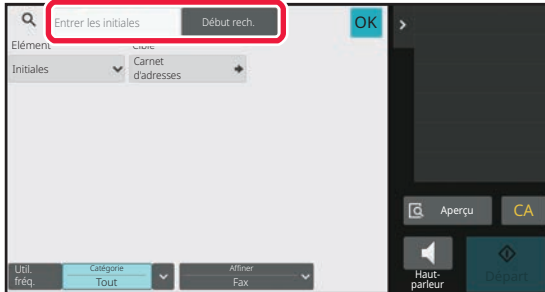 Entrer les initiales
Début rech.
OK
Elément
Cible
Initiales
Carnet
d'adresses
Aperçu
CA
Util.
fréq.
Catégorie
Tout
Affiner
Fax
Haut-
parleur
Départ